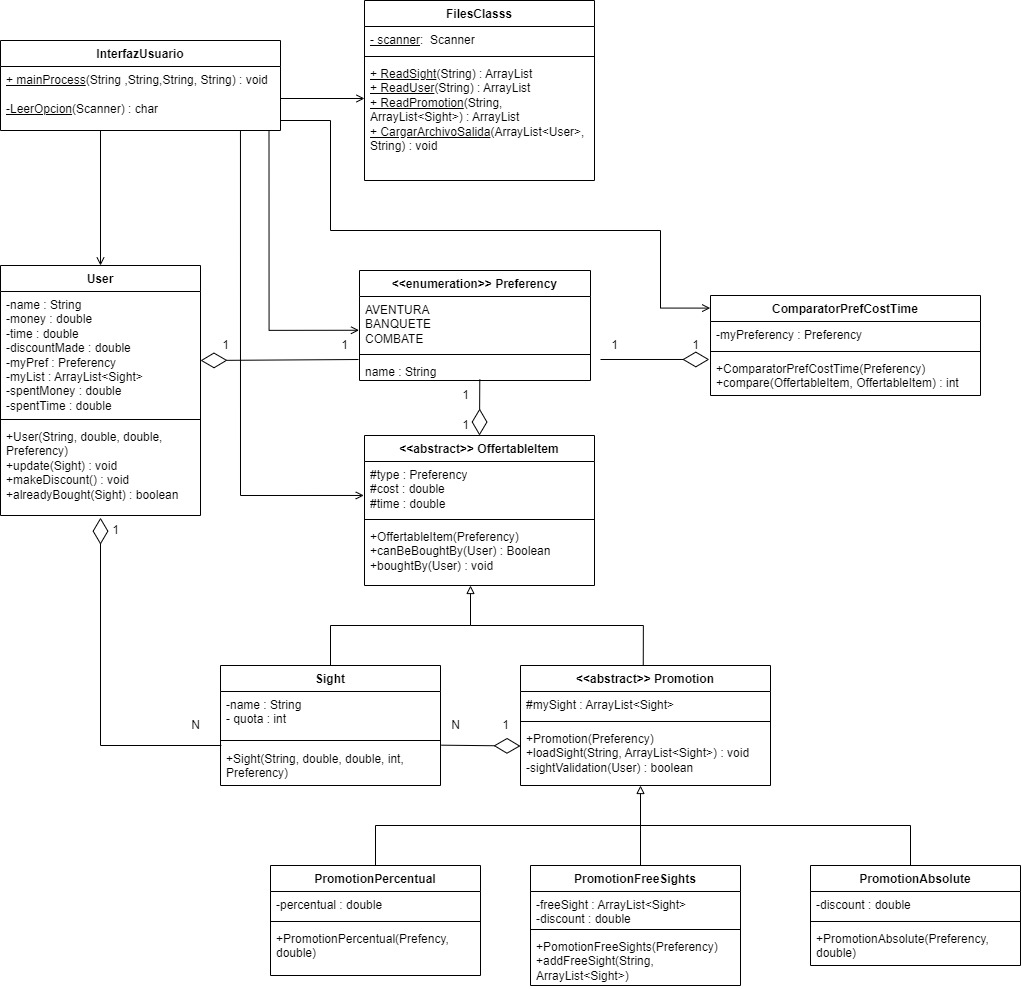 FilesClasss
- scanner:  Scanner
+ ReadSight(String) : ArrayList
+ ReadUser(String) : ArrayList
+ ReadPromotion(String,
ArrayList<Sight>) : ArrayList
+ CargarArchivoSalida(ArrayList<User>,
String) : void
InterfazUsuario
+ mainProcess(String ,String,String, String) : void
-LeerOpcion(Scanner) : char
User
-name : String
-money : double
-time : double
-discountMade : double
-myPref : Preferency
-myList : ArrayList<Sight>
-spentMoney : double
-spentTime : double
+User(String, double, double,
Preferency)
+update(Sight) : void
+makeDiscount() : void
+alreadyBought(Sight) : boolean
1
1
<<enumeration>> Preferency
AVENTURA
BANQUETE
COMBATE
name : String
1
1
ComparatorPrefCostTime
-myPreferency : Preferency
+ComparatorPrefCostTime(Preferency)
+compare(OffertableItem, OffertableItem) : int
1
1
<<abstract>> OffertableItem
#type : Preferency
#cost : double
#time : double
+OffertableItem(Preferency)
+canBeBoughtBy(User) : Boolean
+boughtBy(User) : void
1
N
Sight
-name : String
- quota : int
+Sight(String, double, double, int,
Preferency)
N
1
<<abstract>> Promotion
#mySight : ArrayList<Sight>
+Promotion(Preferency)
+loadSight(String, ArrayList<Sight>) : void
-sightValidation(User) : boolean
PromotionPercentual
-percentual : double
+PromotionPercentual(Prefency,
double)
PromotionFreeSights
-freeSight : ArrayList<Sight>
-discount : double
+PomotionFreeSights(Preferency)
+addFreeSight(String,
ArrayList<Sight>)
PromotionAbsolute
-discount : double
+PromotionAbsolute(Preferency,
double)